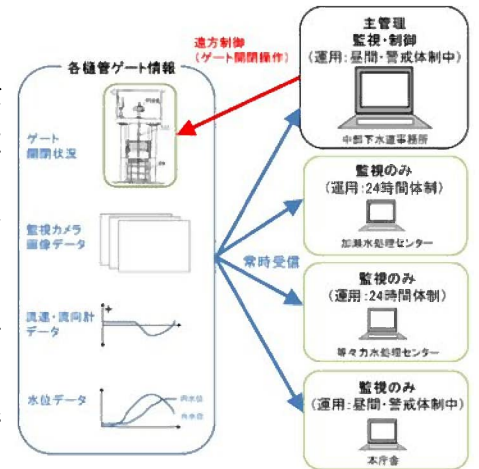 各樋管ゲート情報
ゲート
開閉状況
監視カメラ
画像データ
流速・流向計
データ
水位データ
遠方制御
(ゲート開閉操作)
常時受信
主管理
監視・制御
(運用:昼間・警戒体制中)
中部下水道事務所
監視のみ
(運用:24時間体制)
加瀬水処理センター
監視のみ
(運用:24時間体制)
等々力水処理センター
監視のみ
(運用:昼間・警戒体制中)
本庁舎